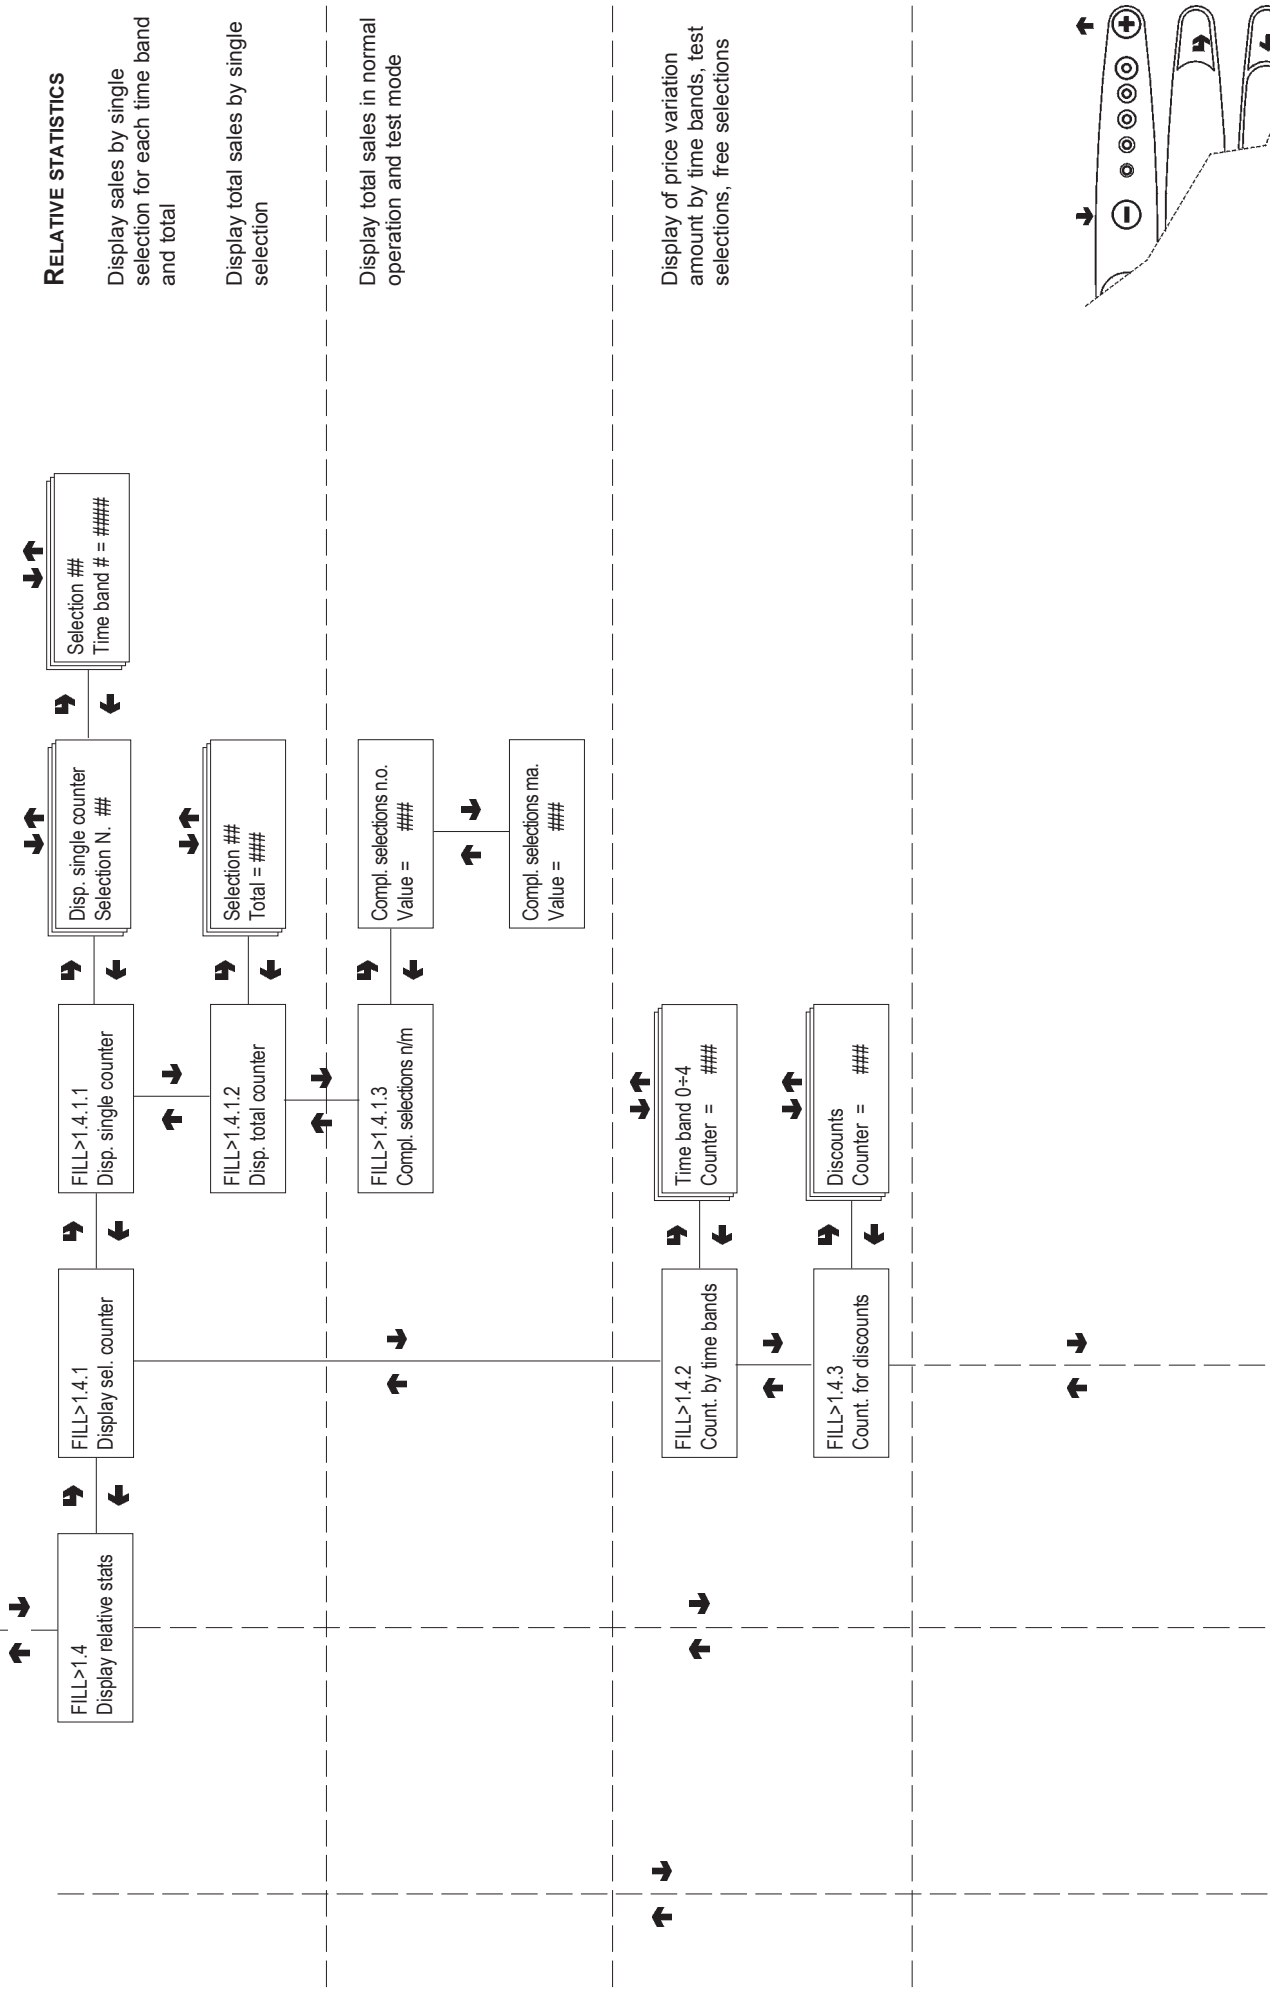 RELATIVE STATISTICS
Display sales by single
selection for each time band
and total
Display total sales by single
selection
Display total sales in normal
operation and test mode
Display of price variation
amount by time bands, test
selections, free selections
FILL>1.4
Display relative stats
FILL>1.4.1
Display sel. counter
FILL>1.4.1.1
Disp. single counter
Disp. single counter
Selection N. ##
Selection ##
Time band # = ####
FILL>1.4.1.2
Disp. total counter
Selection ##
Total = ###
FILL>1.4.1.3
Compl. selections n/m
Compl. selections n.o.
Value = ###
Compl. selections ma.
Value = ###
FILL>1.4.2
Count. by time bands
Time band 0÷4
Counter = ###
FILL>1.4.3
Count. for discounts
Discounts
Counter = ###